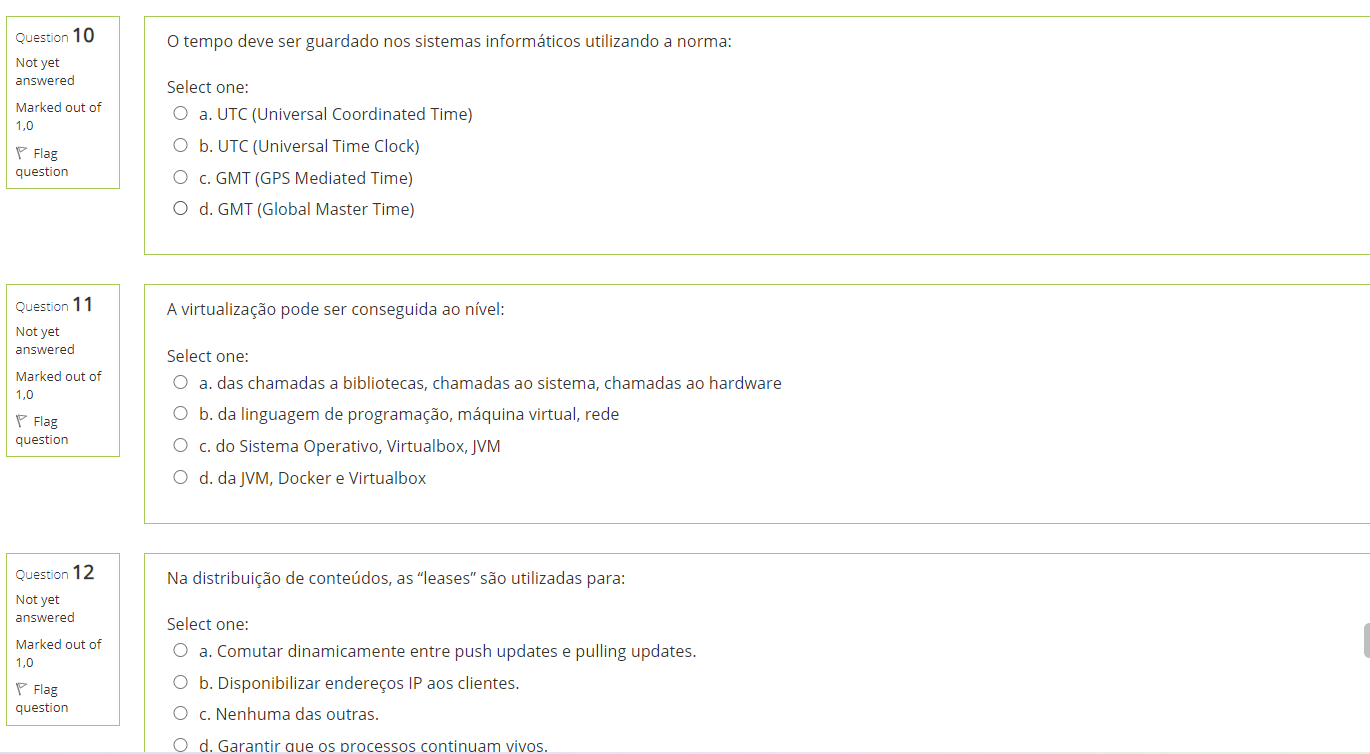 Question 10
Not yet
answered
Marked out of
1,0
Flag
question
O tempo deve ser guardado nos sistemas informáticos utilizando a norma:
Select one:
a. UTC (Universal Coordinated Time)
b. UTC (Universal Time Clock)
c. GMT (GPS Mediated Time)
d. GMT (Global Master Time)
Question 11
Not yet
answered
Marked out of
1,0
Flag
question
A virtualização pode ser conseguida ao nível:
Select one:
a. das chamadas a bibliotecas, chamadas ao sistema, chamadas ao hardware
b. da linguagem de programação, máquina virtual, rede
c. do Sistema Operativo, Virtualbox, JVM
d. da JVM, Docker e Virtualbox
Question 12
Not yet
answered
Marked out of
1,0
Flag
question
Na distribuição de conteúdos, as “leases” são utilizadas para:
Select one:
a. Comutar dinamicamente entre push updates e pulling updates.
b. Disponibilizar endereços IP aos clientes.
c. Nenhuma das outras.
d. Garantir que os processos continuam vivos.